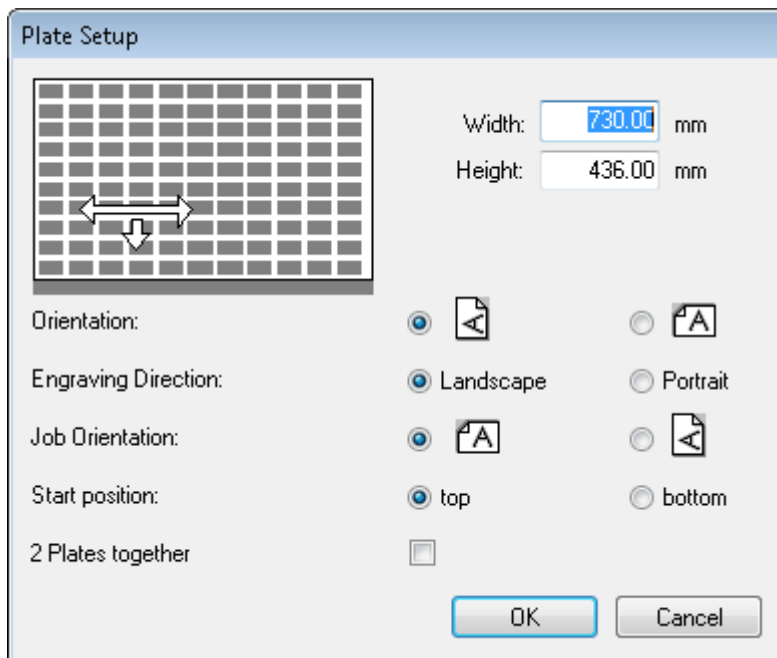 Plate Setup
Width: 730.00 mm
Height: 436.00 mm
Orientation: A A
Engraving Direction: Landscape Portrait
Job Orientation: A A
Start position: top bottom
2 Plates together
OK Cancel